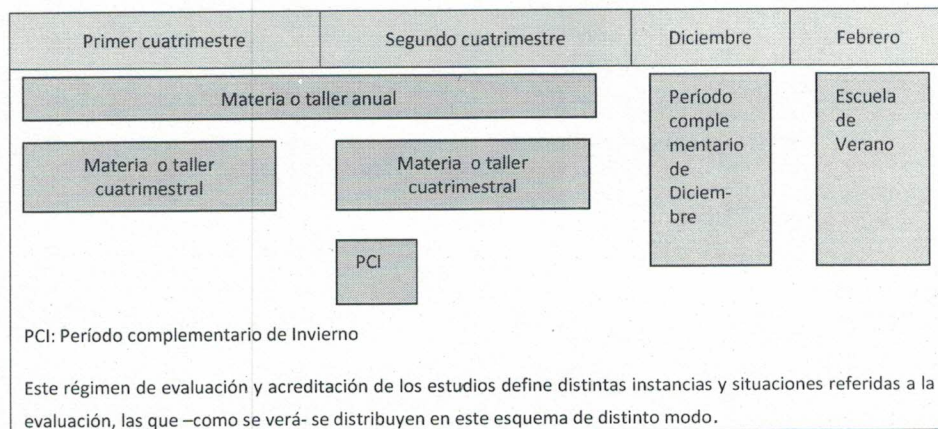 Primer cuatrimestre
Segundo cuatrimestre
Diciembre
Febrero
Materia o taller anual
Período
comple
mentario
de
Diciem-
bre
Escuela
de
Verano
Materia o taller
cuatrimestral
Materia o taller
cuatrimestral
PCI
PCI: Período complementario de Invierno
Este régimen de evaluación y acreditación de los estudios define distintas instancias y situaciones referidas a la
evaluación, las que –como se verá- se distribuyen en este esquema de distinto modo.